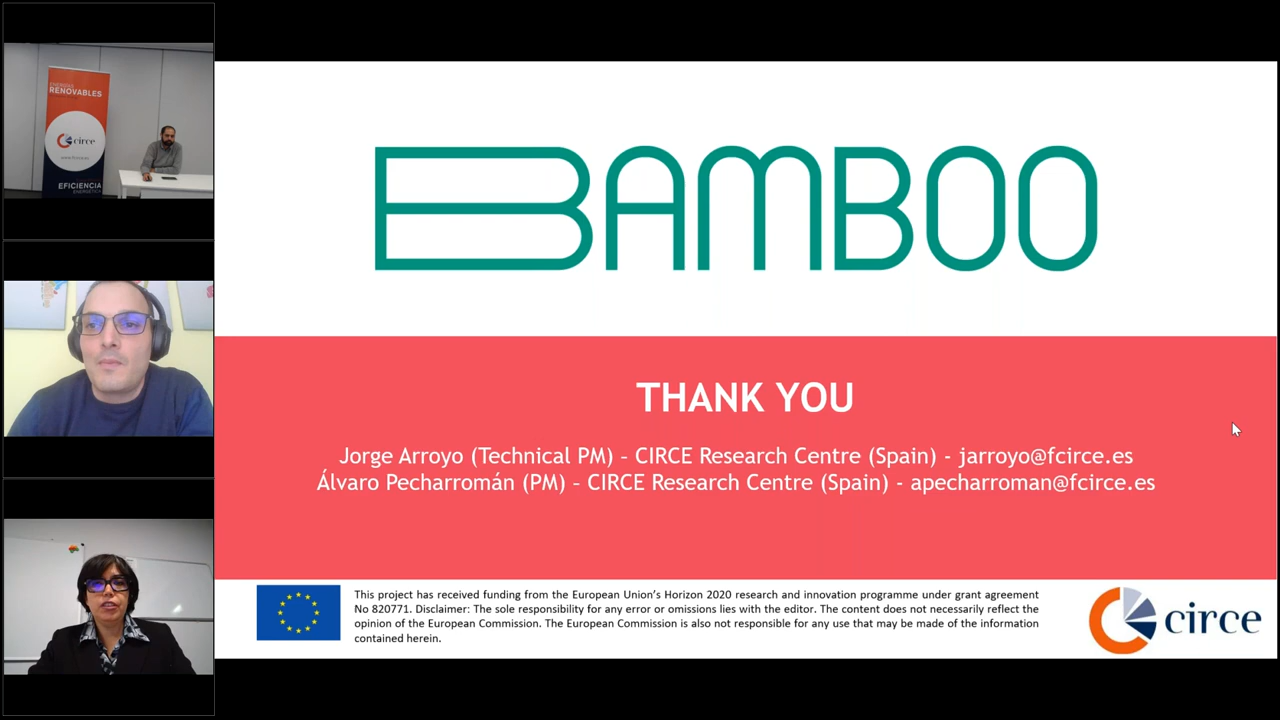 RENOVABLES
circe
EFICIENCIA
ENERGÉTICA
BAMBOO
THANK YOU
Jorge Arroyo (Technical PM) – CIRCE Research Centre (Spain) - jarroyo@fcirce.es
Álvaro Pecharromán (PM) – CIRCE Research Centre (Spain) - apecharroman@fcirce.es
This project has received funding from the European Union's Horizon 2020 research and innovation programme under grant agreement
No 820771. Disclaimer: The sole responsibility for any error or omissions lies with the editor. The content does not necessarily reflect the
opinion of the European Commission. The European Commission is also not responsible for any use that may be made of the information
contained herein.
circe